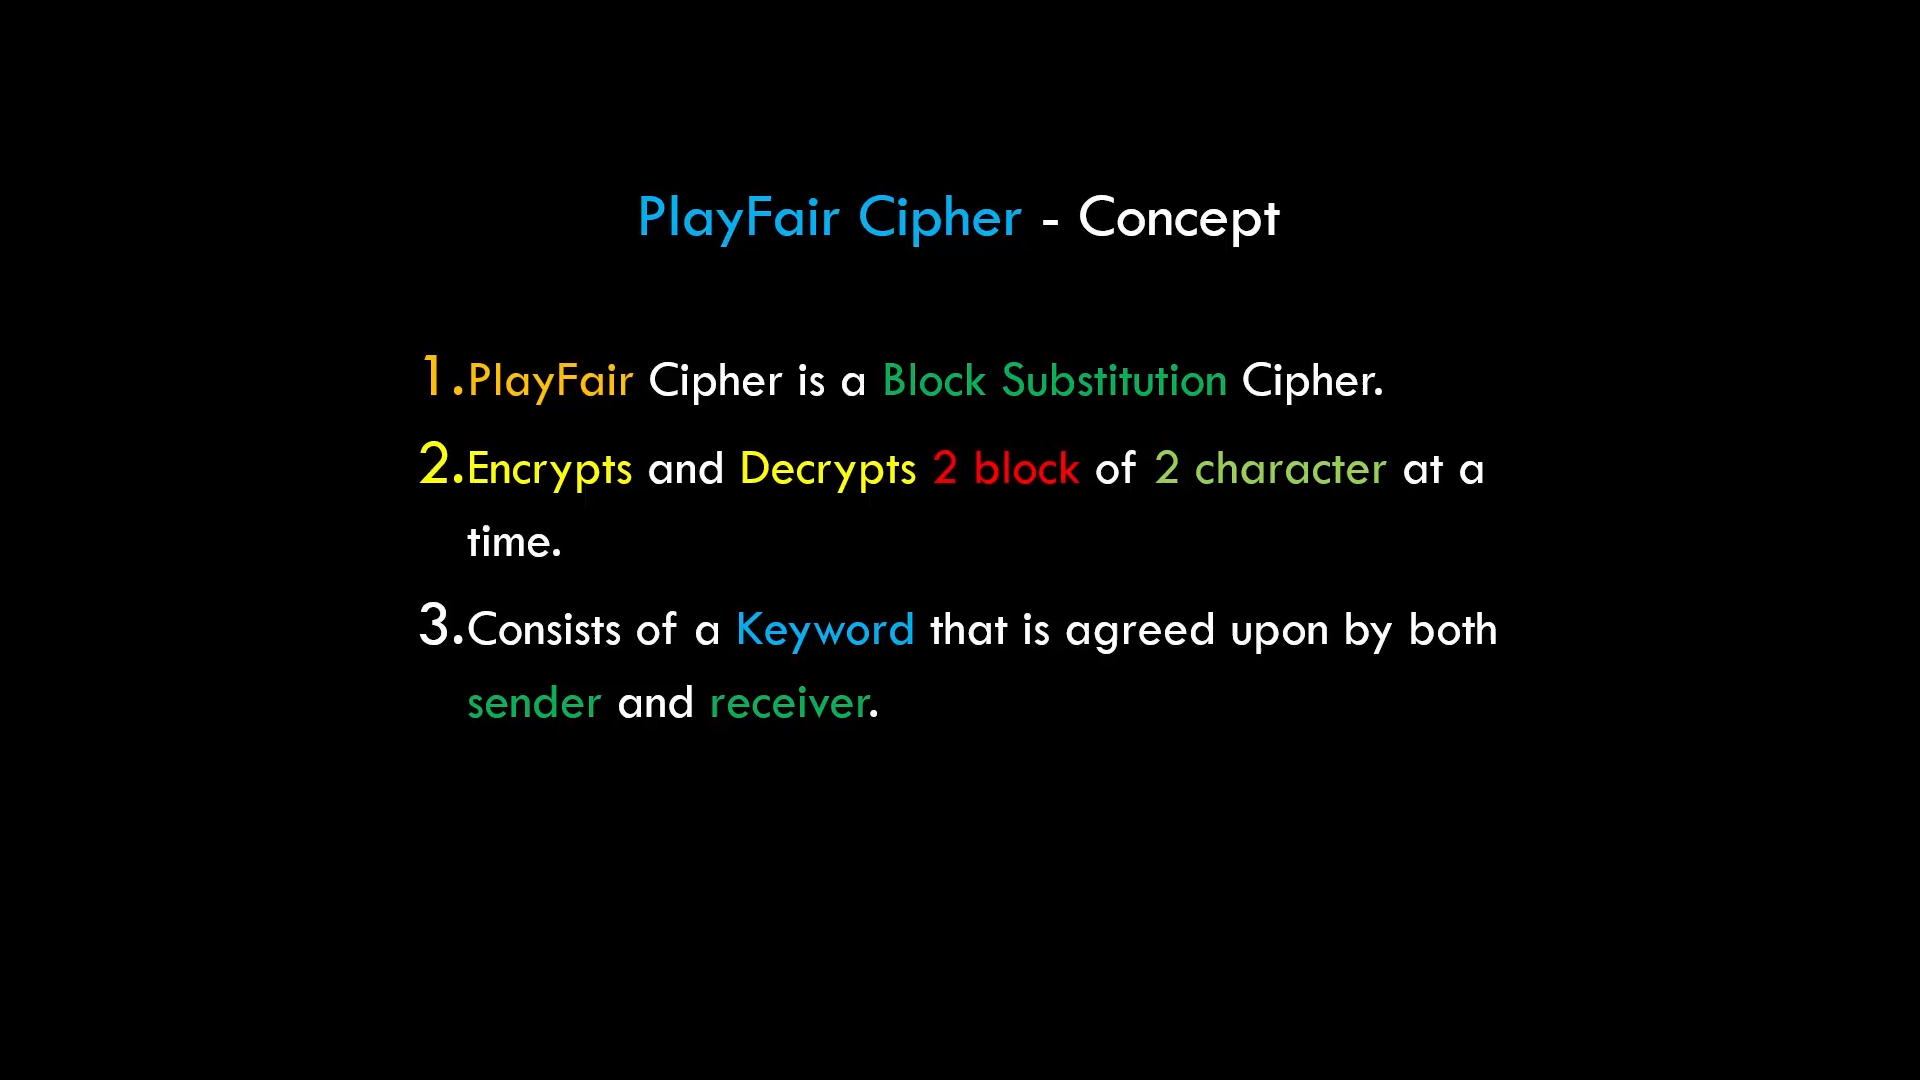 PlayFair Cipher - Concept
1.PlayFair Cipher is a Block Substitution Cipher.
2.Encrypts and Decrypts 2 block of 2 character at a
time.
3.Consists of a Keyword that is agreed upon by both
sender and receiver.